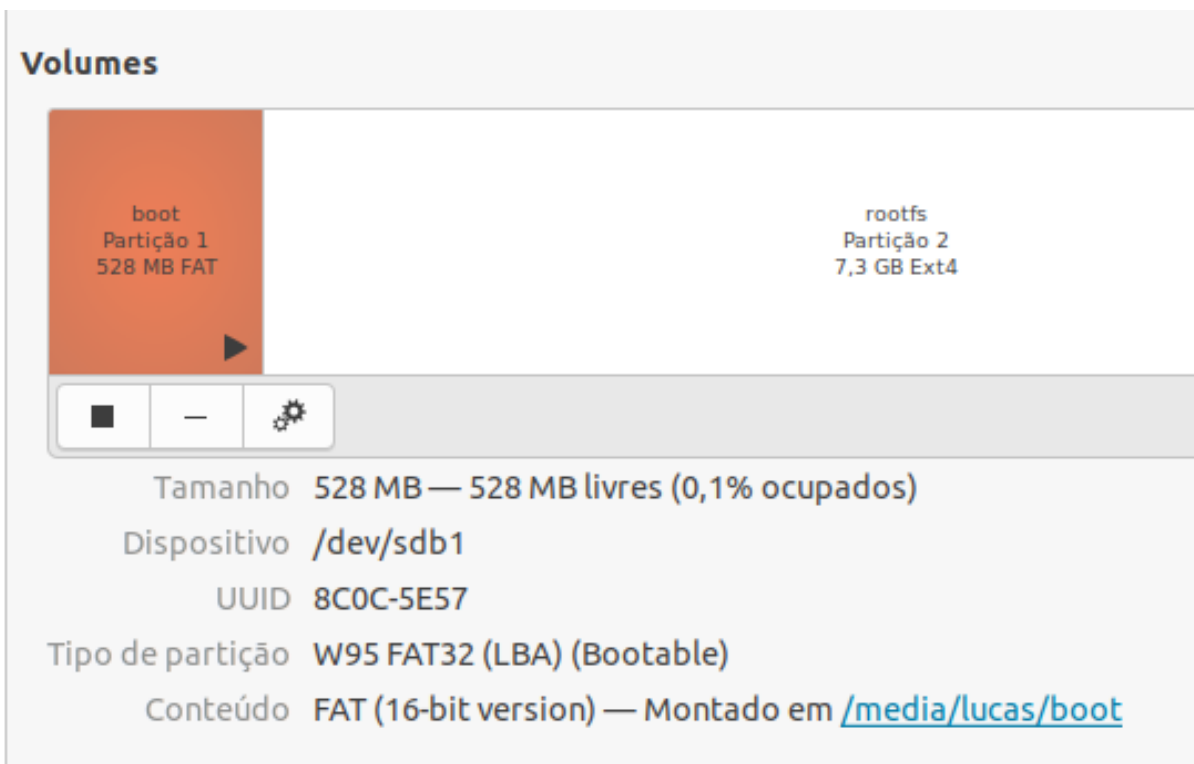 Volumes
boot
Partição 1
528 MB FAT
rootfs
Partição 2
7,3 GB Ext4
Tamanho 528 MB — 528 MB livres (0,1% ocupados)
Dispositivo /dev/sdb1
UUID 8C0C-5E57
Tipo de partição W95 FAT32 (LBA) (Bootable)
Conteúdo FAT (16-bit version) — Montado em /media/lucas/boot